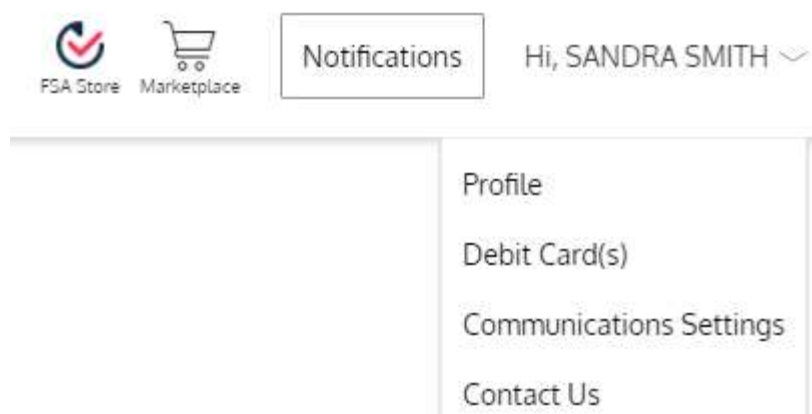 Notifications Hi, SANDRA SMITH
FSA Store Marketplace
Profile
Debit Card(s)
Communications Settings
Contact Us